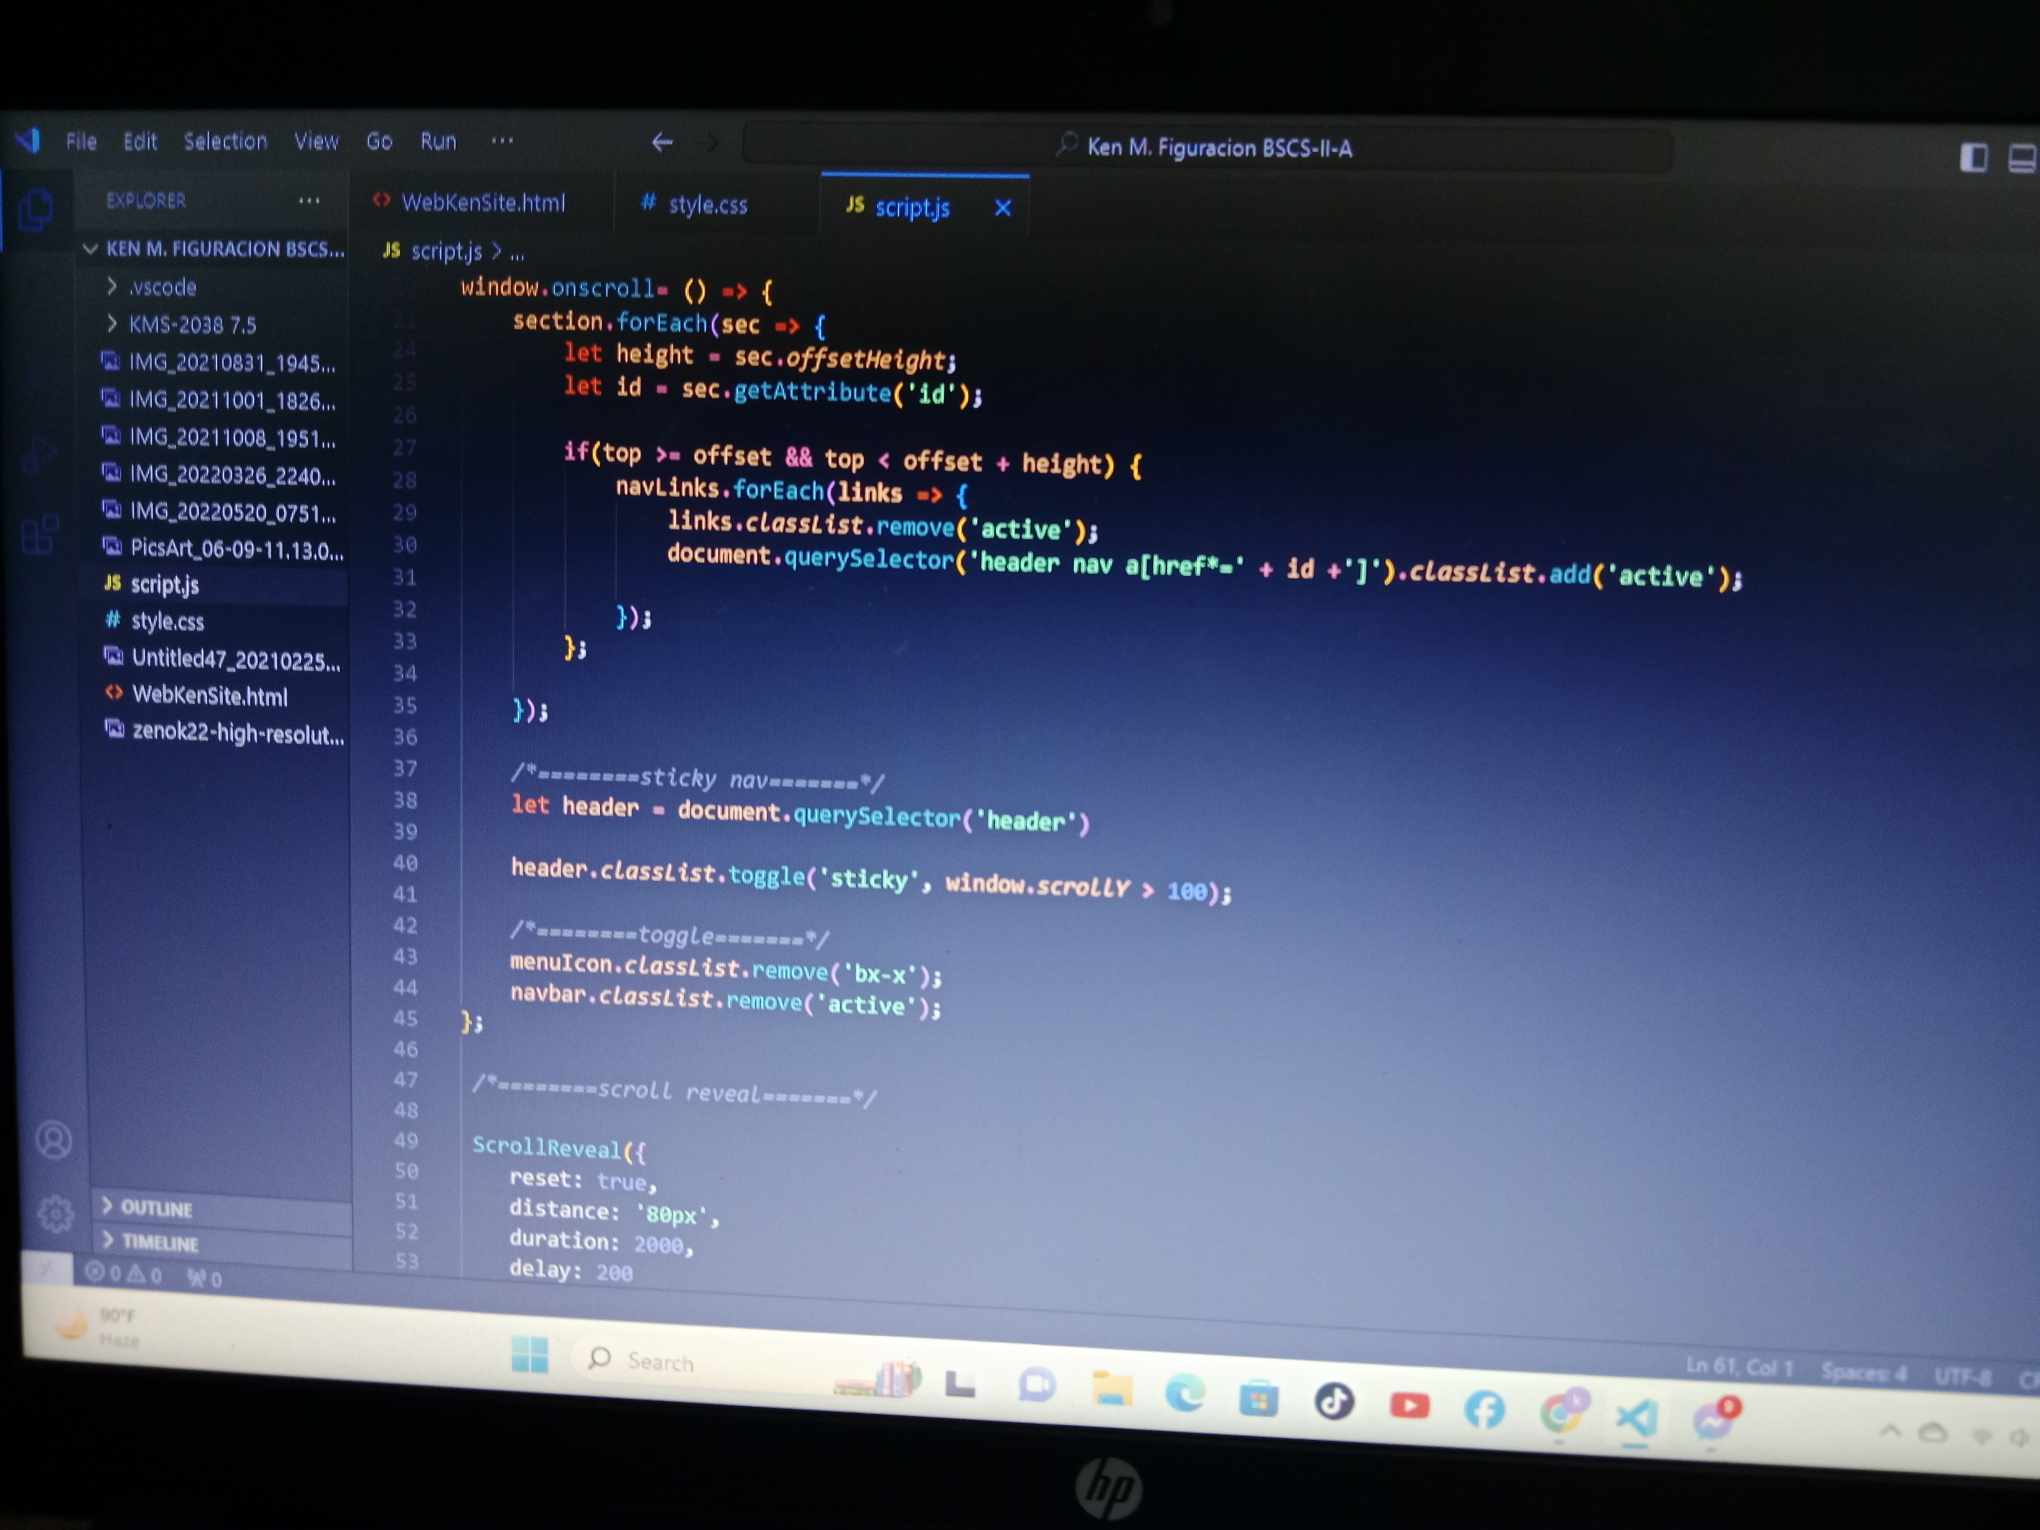 File Edit Selection View Go Run ...
Ken M. Figuracion BSCS-II-A
EXPLORER ...
WebKenSite.html
# style.css
JS script.js
KEN M. FIGURACION BSCS...
JS script.js > ...
.vscode
KMS-2038 7.5
IMG_20210831_1945...
IMG_20211001_1826...
IMG_20211008_1951...
IMG_20220326_2240...
IMG_20220520_0751...
PicsArt_06-09-11.13.0...
JS script.js
# style.css
Untitled47_20210225...
WebKenSite.html
zenok22-high-resolut...
OUTLINE
TIMELINE
window.onscroll= () => {
section.forEach(sec => {
24 let height = sec.offsetHeight;
25 let id = sec.getAttribute('id');
26
27 if(top >= offset && top < offset + height) {
28 navLinks.forEach(links => {
29 links.classList.remove('active');
30 document.querySelector('header nav a[href*=' + id +']').classList.add('active');
31
32 });
33 };
34
35 });
36
37 /*========sticky nav=======*/
38 let header = document.querySelector('header')
39
40 header.classList.toggle('sticky', window.scrollY > 100);
41
42 /*========toggle=======*/
43 menuIcon.classList.remove('bx-x');
44 navbar.classList.remove('active');
45 };
46
47 /*========scroll reveal=======*/
48
49 ScrollReveal({
50 reset: true,
51 distance: '80px',
52 duration: 2000,
53 delay: 200
0 0 0
Ln 61, Col 1 Spaces: 4 UTF-8
90°F
Haze
Search
hp